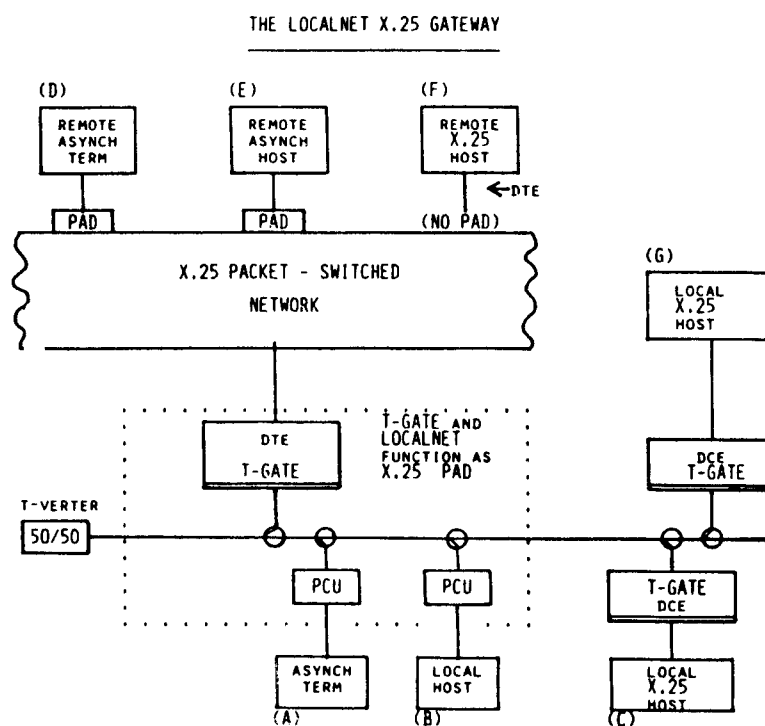 THE LOCALNET X.25 GATEWAY
(D)
(E)
(F)
REMOTE
ASYNCH
TERM
REMOTE
ASYNCH
HOST
REMOTE
X.25
HOST
←DTE
PAD
PAD
(NO PAD)
X.25 PACKET - SWITCHED
NETWORK
(G)
LOCAL
X.25
HOST
T-GATE AND
LOCALNET
FUNCTION AS
X.25 PAD
DTE
T-GATE
DCE
T-GATE
T-VERTER
50/50
PCU
PCU
T-GATE
DCE
ASYNCH
TERM
(A)
LOCAL
HOST
(B)
LOCAL
X.25
HOST
(C)